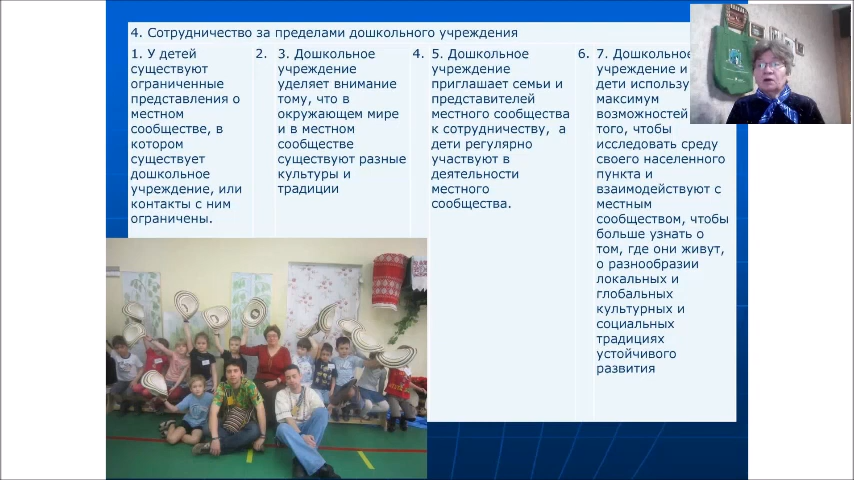 4. Сотрудничество за пределами дошкольного учреждения
1. У детей
существуют
ограниченные
представления о
местном
сообществе, в
котором
существует
дошкольное
учреждение, или
контакты с ним
ограничены.
2.
3. Дошкольное
учреждение
уделяет внимание
тому, что в
окружающем мире
и в местном
сообществе
существуют разные
культуры и
традиции
4.
5. Дошкольное
учреждение
приглашает семьи и
представителей
местного сообщества
к сотрудничеству, а
дети регулярно
участвуют в
деятельности
местного
сообщества.
6.
7. Дошкольное
учреждение и
дети использу
максимум
возможностей
того, чтобы
исследовать среду
своего населенного
пункта и
взаимодействуют с
местным
сообществом, чтобы
больше узнать о
том, где они живут,
о разнообразии
локальных и
глобальных
культурных и
социальных
традициях
устойчивого
развития